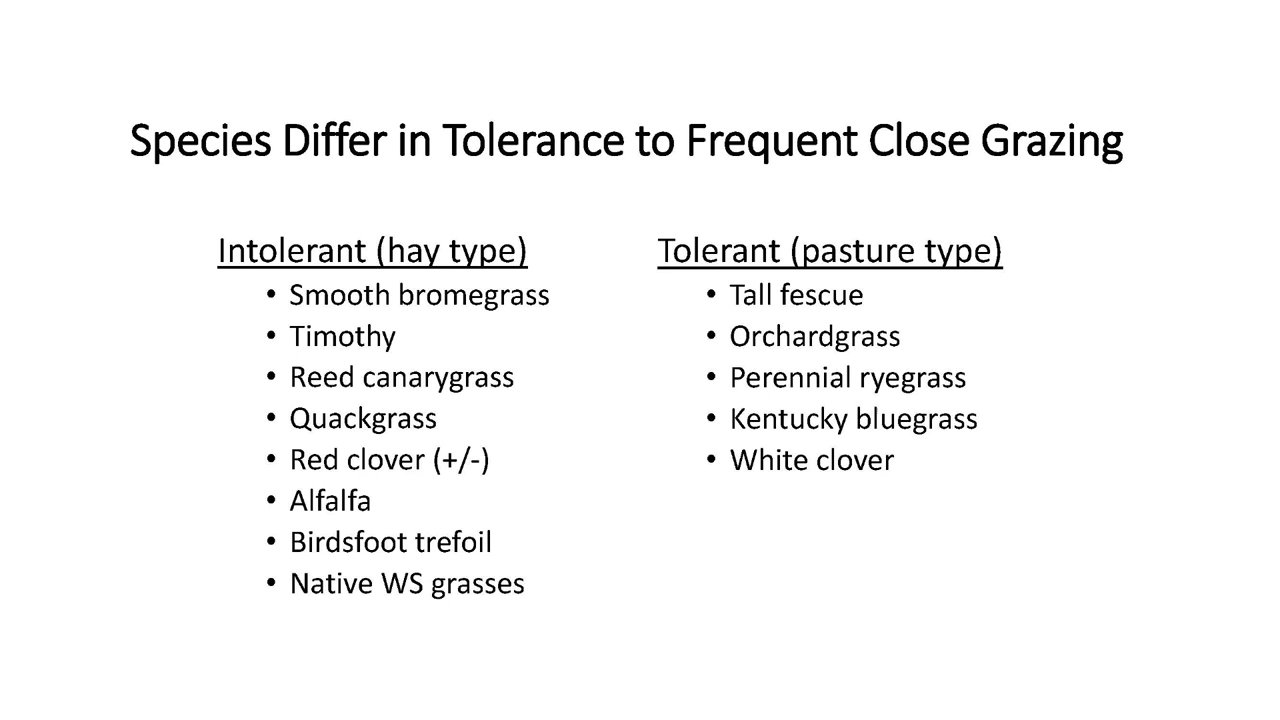 Species Differ in Tolerance to Frequent Close Grazing
Intolerant (hay type)
• Smooth bromegrass
• Timothy
• Reed canarygrass
• Quackgrass
• Red clover (+/-)
• Alfalfa
• Birdsfoot trefoil
• Native WS grasses
Tolerant (pasture type)
• Tall fescue
• Orchardgrass
• Perennial ryegrass
• Kentucky bluegrass
• White clover